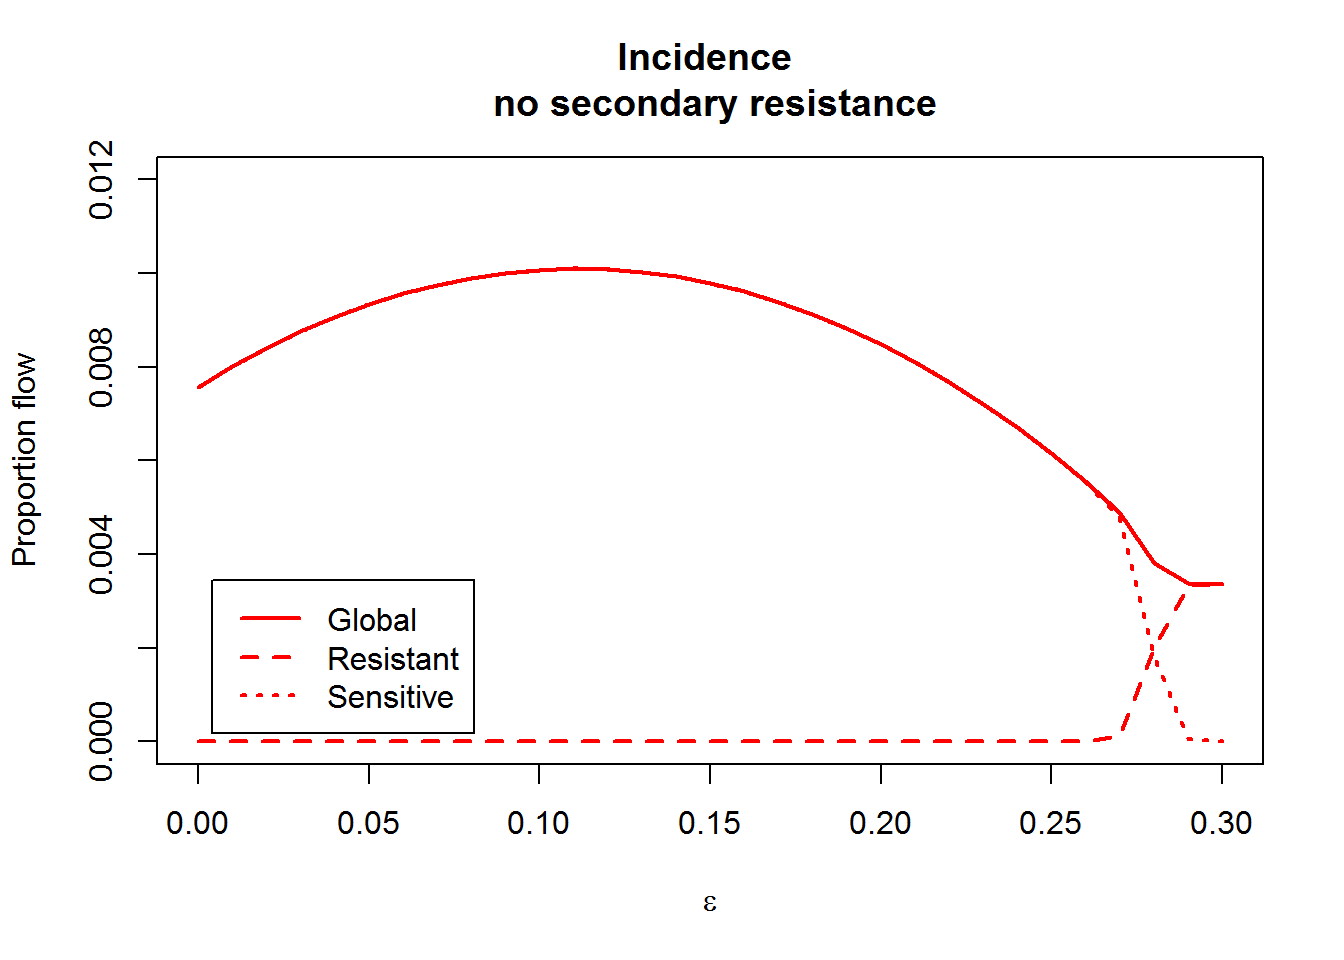 Incidence
no secondary resistance
Proportion flow
0.012
0.008
0.004
0.000
Global
Resistant
Sensitive
0.00 0.05 0.10 0.15 0.20 0.25 0.30
ε